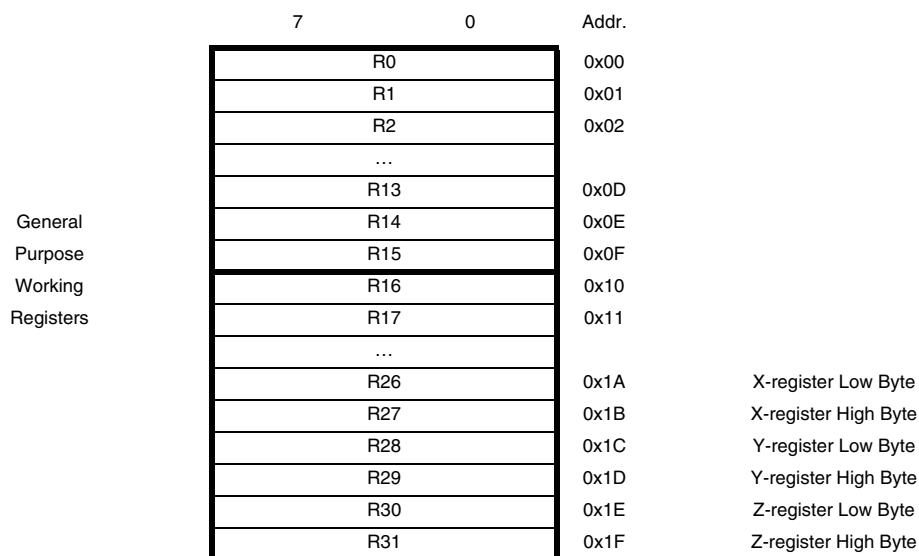 7 0 Addr.
R0 0x00
R1 0x01
R2 0x02
…
R13 0x0D
General R14 0x0E
Purpose R15 0x0F
Working R16 0x10
Registers R17 0x11
…
R26 0x1A X-register Low Byte
R27 0x1B X-register High Byte
R28 0x1C Y-register Low Byte
R29 0x1D Y-register High Byte
R30 0x1E Z-register Low Byte
R31 0x1F Z-register High Byte